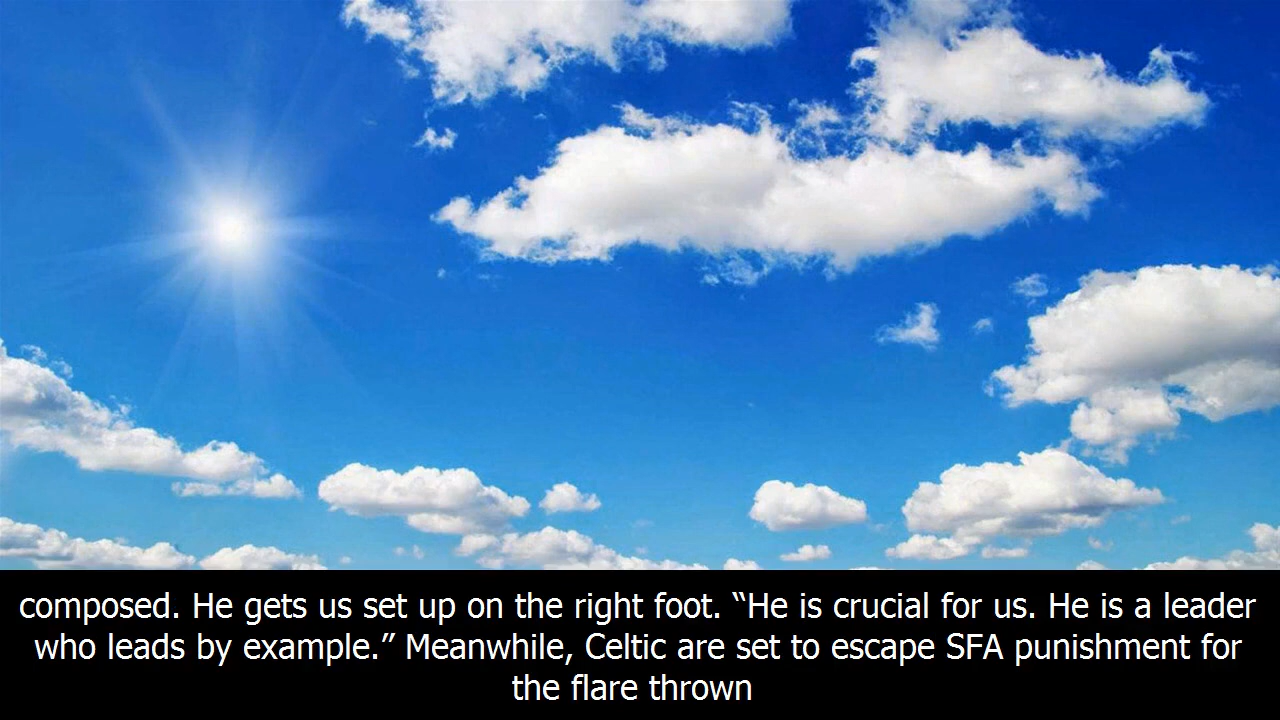 composed. He gets us set up on the right foot. “He is crucial for us. He is a leader
who leads by example.” Meanwhile, Celtic are set to escape SFA punishment for
the flare thrown